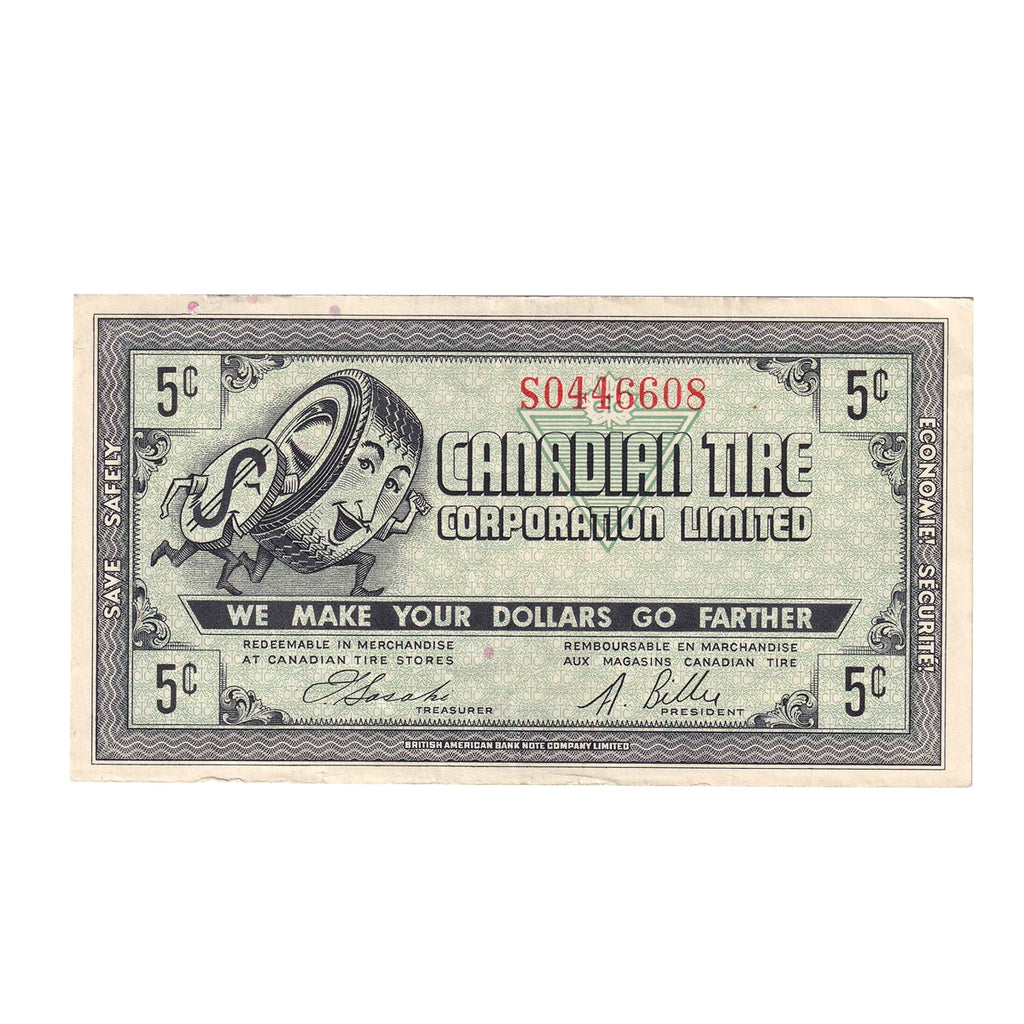 5¢
S0446608
5¢
SAVE SAFELY
$
CANADIAN TIRE
CORPORATION LIMITED
ECONOMIE! SÉCURITÉ!
WE MAKE YOUR DOLLARS GO FARTHER
REDEEMABLE IN MERCHANDISE
AT CANADIAN TIRE STORES
REMBOURSABLE EN MARCHANDISE
AUX MAGASINS CANADIAN TIRE
5¢
TREASURER
A. Billes
PRESIDENT
5¢
BRITISH AMERICAN BANK NOTE COMPANY LIMITED